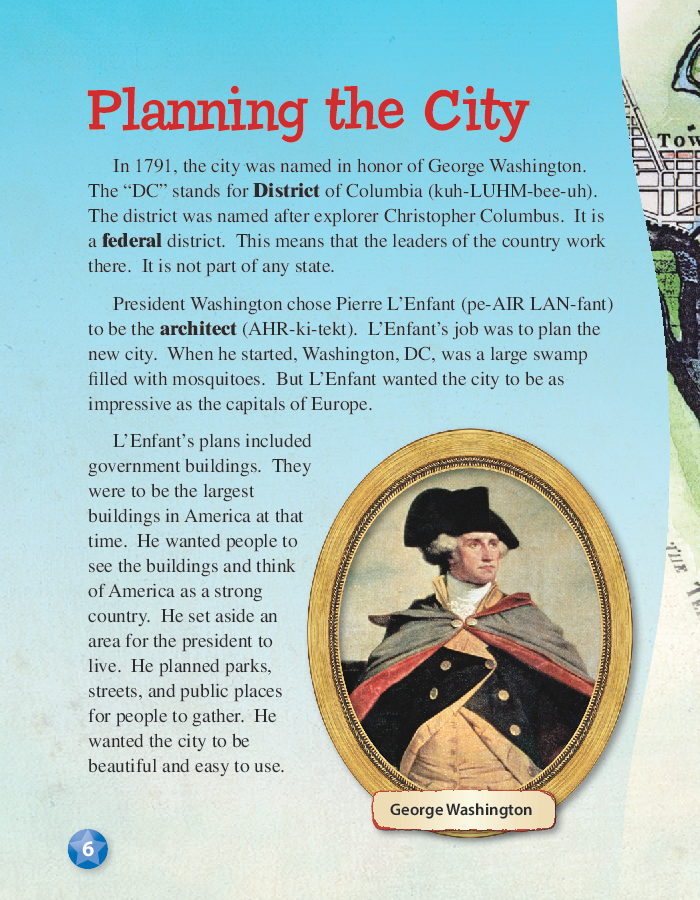 Planning the City
In 1791, the city was named in honor of George Washington.
The “DC” stands for District of Columbia (kuh-LUHM-bee-uh).
The district was named after explorer Christopher Columbus. It is
a federal district. This means that the leaders of the country work
there. It is not part of any state.
President Washington chose Pierre L’Enfant (pe-AIR LAN-fant)
to be the architect (AHR-ki-tekt). L’Enfant’s job was to plan the
new city. When he started, Washington, DC, was a large swamp
filled with mosquitoes. But L’Enfant wanted the city to be as
impressive as the capitals of Europe.
L’Enfant’s plans included
government buildings. They
were to be the largest
buildings in America at that
time. He wanted people to
see the buildings and think
of America as a strong
country. He set aside an
area for the president to
live. He planned parks,
streets, and public places
for people to gather. He
wanted the city to be
beautiful and easy to use.
George Washington
6
Tow
THE